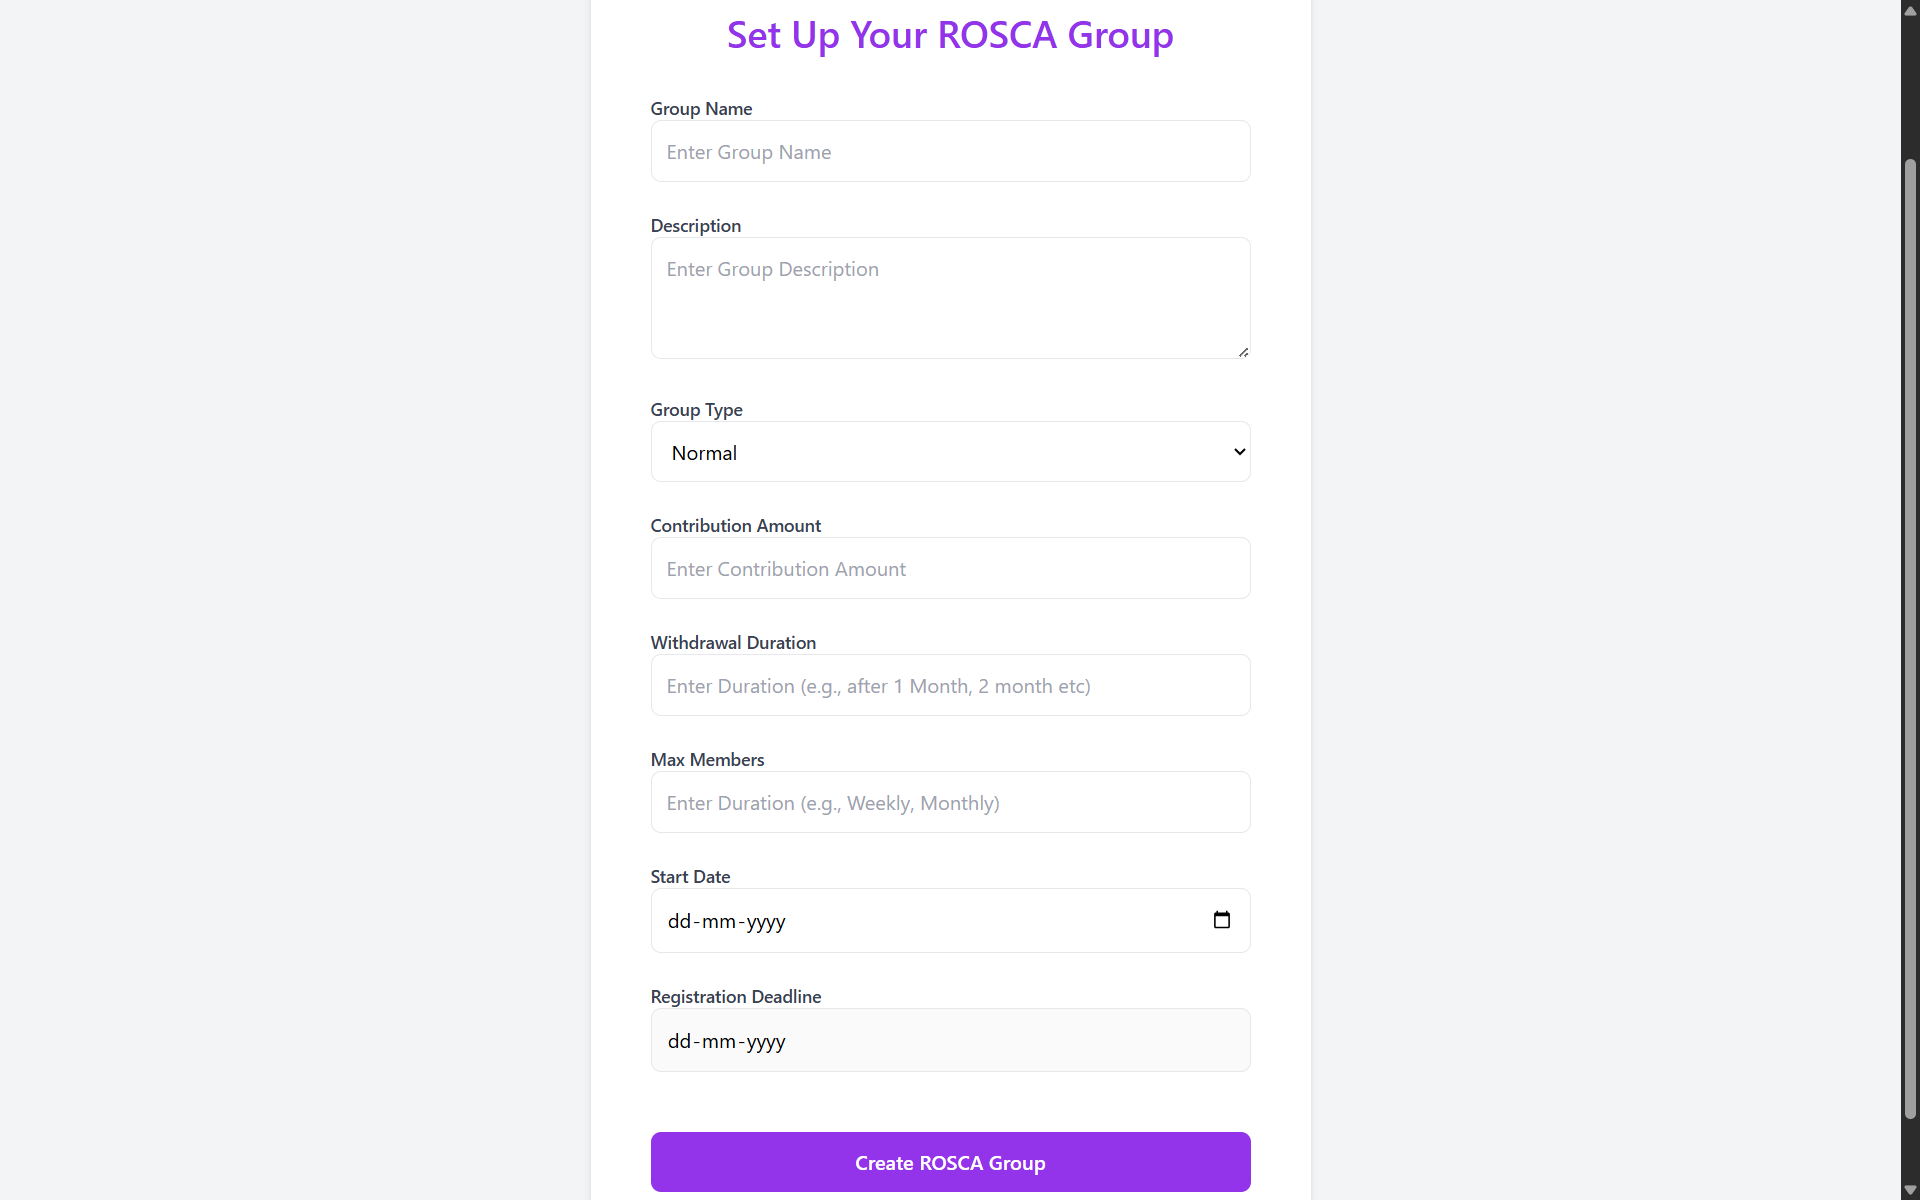 Set Up Your ROSCA Group
Group Name
Enter Group Name
Description
Enter Group Description
Group Type
Normal
Contribution Amount
Enter Contribution Amount
Withdrawal Duration
Enter Duration (e.g., after 1 Month, 2 month etc)
Max Members
Enter Duration (e.g., Weekly, Monthly)
Start Date
dd-mm-yyyy
Registration Deadline
dd-mm-yyyy
Create ROSCA Group